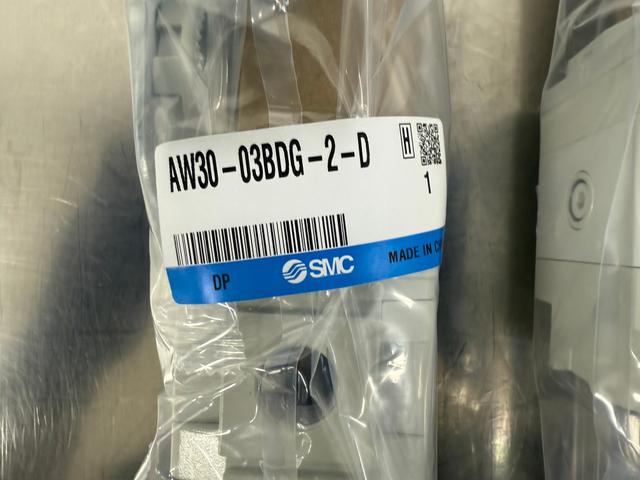 AW30-03BDG-2-D
H
1
DP
SMC
MADE IN